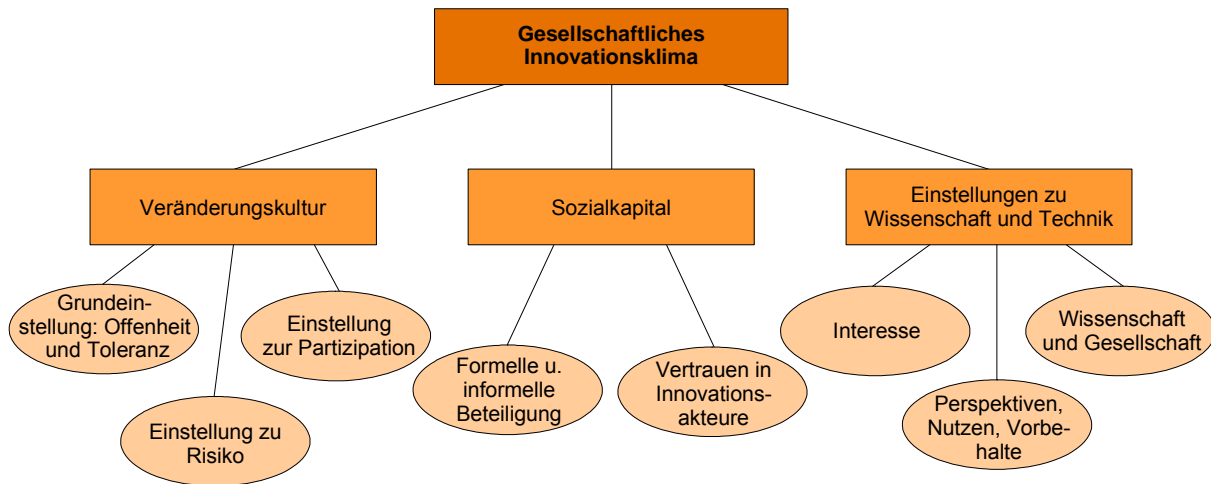 Gesellschaftliches
Innovationsklima
Veränderungskultur
Sozialkapital
Einstellungen zu
Wissenschaft und Technik
Grundein-
stellung: Offenheit
und Toleranz
Einstellung zu
Risiko
Einstellung
zur Partizipation
Formelle u.
informelle
Beteiligung
Vertrauen in
Innovations-
akteure
Interesse
Perspektiven,
Nutzen, Vorbe-
halte
Wissenschaft
und Gesellschaft